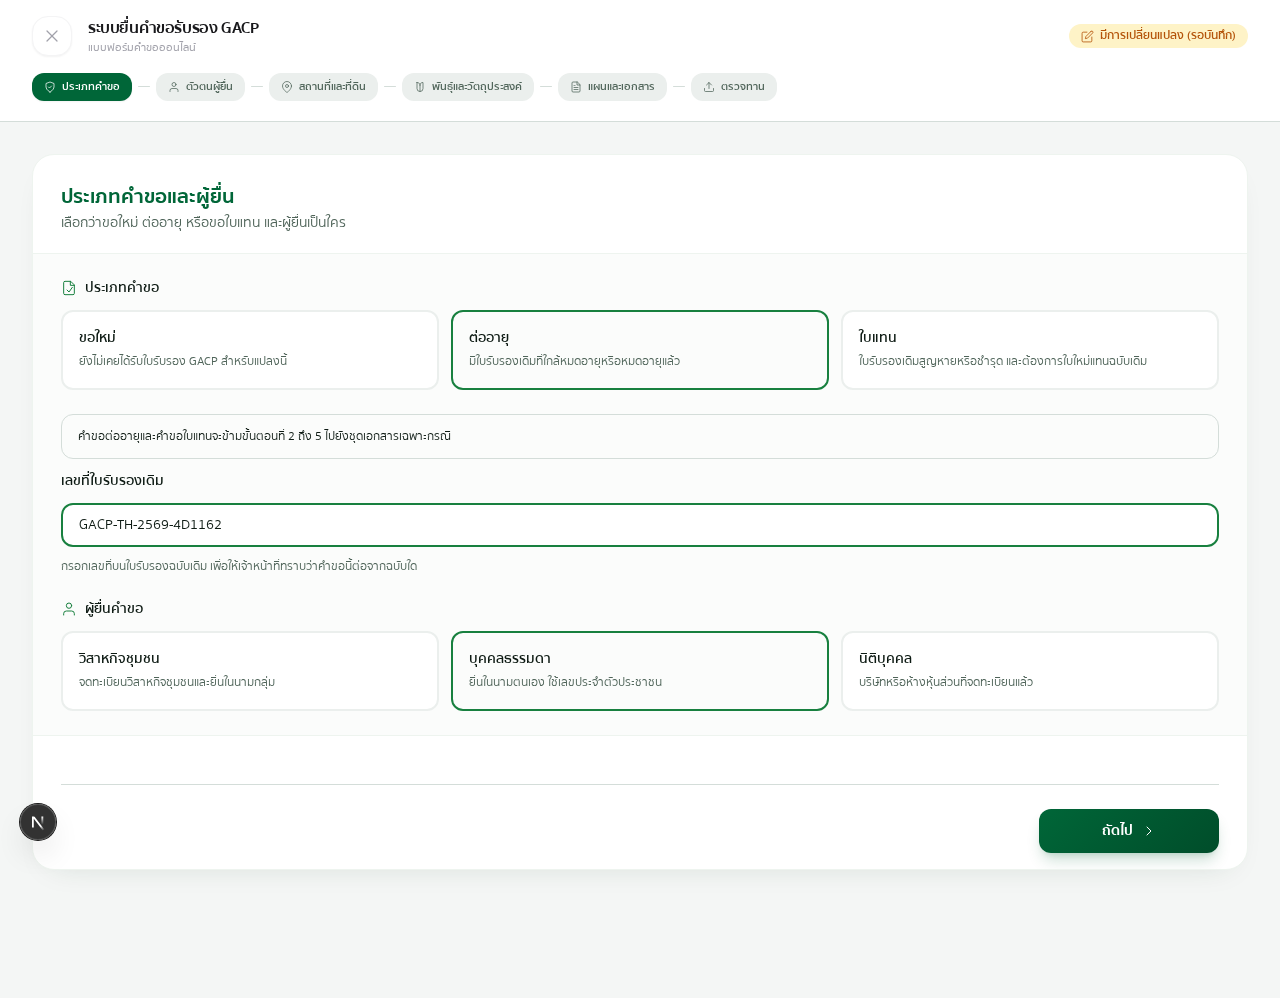 ระบบยื่นคำขอรับรอง GACP
แบบฟอร์มคำขอออนไลน์
มีการเปลี่ยนแปลง (รอบันทึก)
ประเภทคำขอ
ตัวตนผู้ยื่น
สถานที่และที่ดิน
พันธุ์และวัตถุประสงค์
แผนและเอกสาร
ตรวจทาน
ประเภทคำขอและผู้ยื่น
เลือกว่าขอใหม่ ต่ออายุ หรือขอใบแทน และผู้ยื่นเป็นใคร
ประเภทคำขอ
ขอใหม่
ยังไม่เคยได้รับใบรับรอง GACP สำหรับแปลงนี้
ต่ออายุ
มีใบรับรองเดิมที่ใกล้หมดอายุหรือหมดอายุแล้ว
ใบแทน
ใบรับรองเดิมสูญหายหรือชำรุด และต้องการใบใหม่แทนฉบับเดิม
คำขอต่ออายุและคำขอใบแทนจะข้ามขั้นตอนที่ 2 ถึง 5 ไปยังชุดเอกสารเฉพาะกรณี
เลขที่ใบรับรองเดิม
GACP-TH-2569-4D1162
กรอกเลขที่บนใบรับรองฉบับเดิม เพื่อให้เจ้าหน้าที่ทราบว่าคำขอนี้ต่อจากฉบับใด
ผู้ยื่นคำขอ
วิสาหกิจชุมชน
จดทะเบียนวิสาหกิจชุมชนและยื่นในนามกลุ่ม
บุคคลธรรมดา
ยื่นในนามตนเอง ใช้เลขประจำตัวประชาชน
นิติบุคคล
บริษัทหรือห้างหุ้นส่วนที่จดทะเบียนแล้ว
ถัดไป